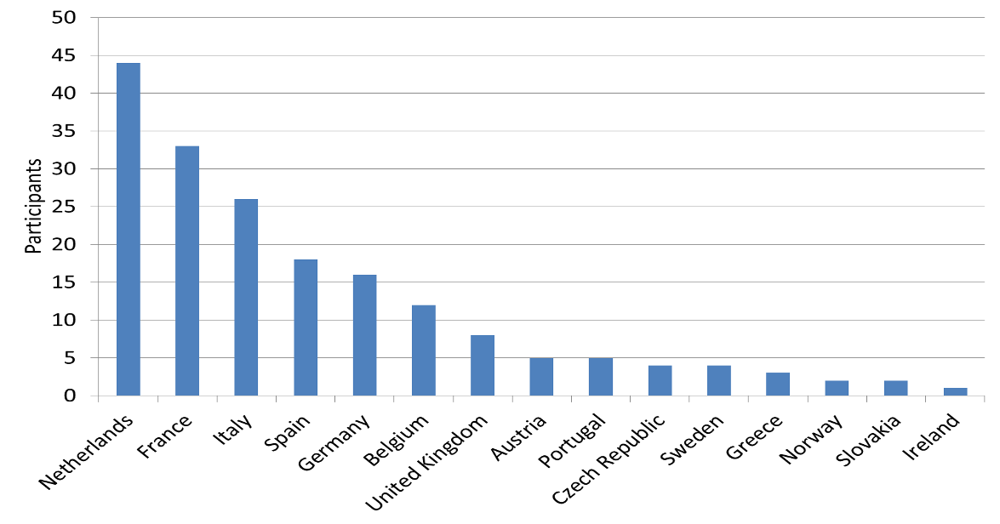 50
45
40
35
30
25
20
15
10
5
0
Participants
Netherlands
France
Italy
Spain
Germany
Belgium
United Kingdom
Austria
Portugal
Czech Republic
Sweden
Greece
Norway
Slovakia
Ireland